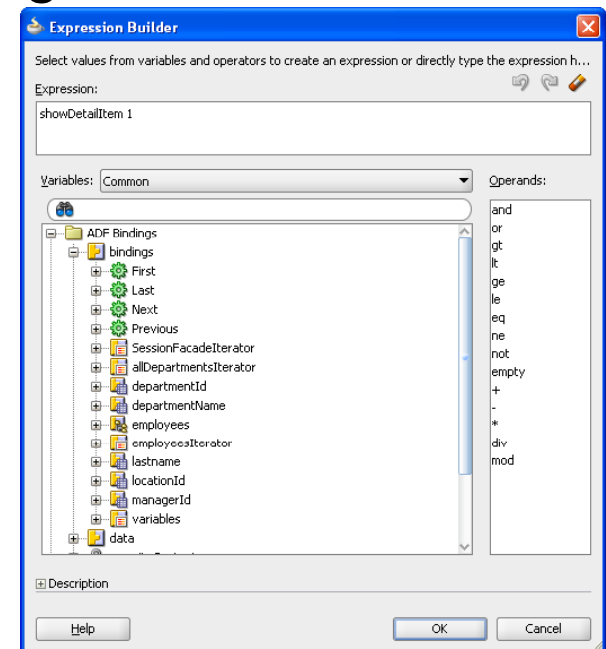 Expression Builder
Select values from variables and operators to create an expression or directly type the expression h...
Expression:
showDetailItem 1
Variables: Common
Operands:
ADF Bindings
bindings
First
Last
Next
Previous
SessionFacadeIterator
allDepartmentsIterator
departmentId
departmentName
employees
employeesIterator
lastname
locationId
managerId
variables
data
and
or
gt
lt
ge
le
eq
ne
not
empty
+
-
*
div
mod
Description
Help
OK
Cancel